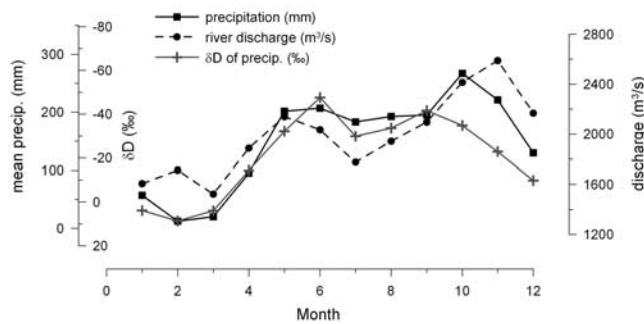 precipitation (mm)
river discharge (m³/s)
δD of precip. (‰)
mean precip. (mm)
300
200
100
0
δD (‰)
-80
-60
-40
-20
0
20
discharge (m³/s)
2800
2400
2000
1600
1200
0 2 4 6 8 10 12
Month